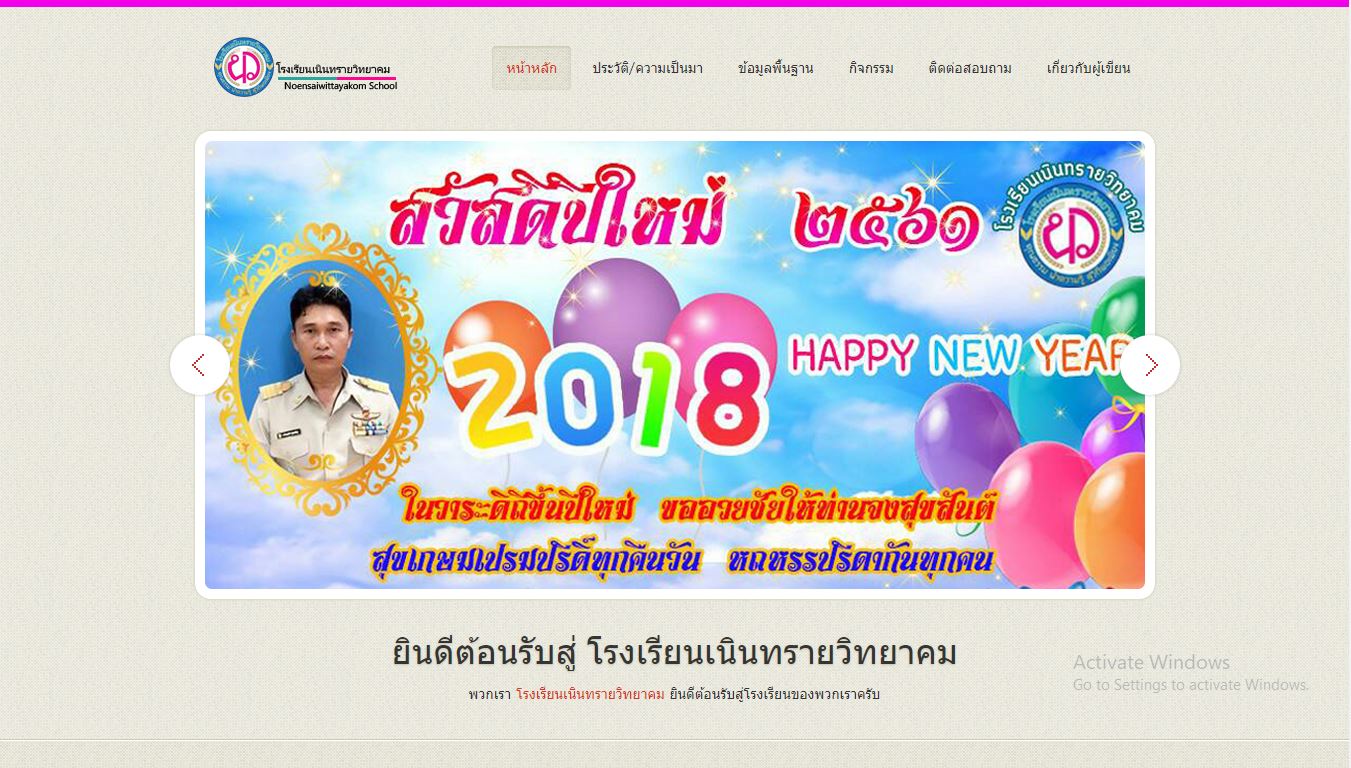 โรงเรียนเนินทรายวิทยาคม
Noensaiwittayakom School
หน้าหลัก ประวัติ/ความเป็นมา ข้อมูลพื้นฐาน กิจกรรม ติดต่อสอบถาม เกี่ยวกับผู้เขียน
สวัสดีปีใหม่ ๒๕๖๑
โรงเรียนเนินทรายวิทยาคม
2018 HAPPY NEW YEAR
ในวาระดิถีขึ้นปีใหม่ ขออวยชัยให้ท่านจงสุขสันต์
สุขเกษมเปรมปรีดิ์ทุกคืนวัน หถหรรปรีดากันทุกคน
ยินดีต้อนรับสู่ โรงเรียนเนินทรายวิทยาคม
พวกเรา โรงเรียนเนินทรายวิทยาคม ยินดีต้อนรับสู่โรงเรียนของพวกเราครับ
Activate Windows
Go to Settings to activate Windows.